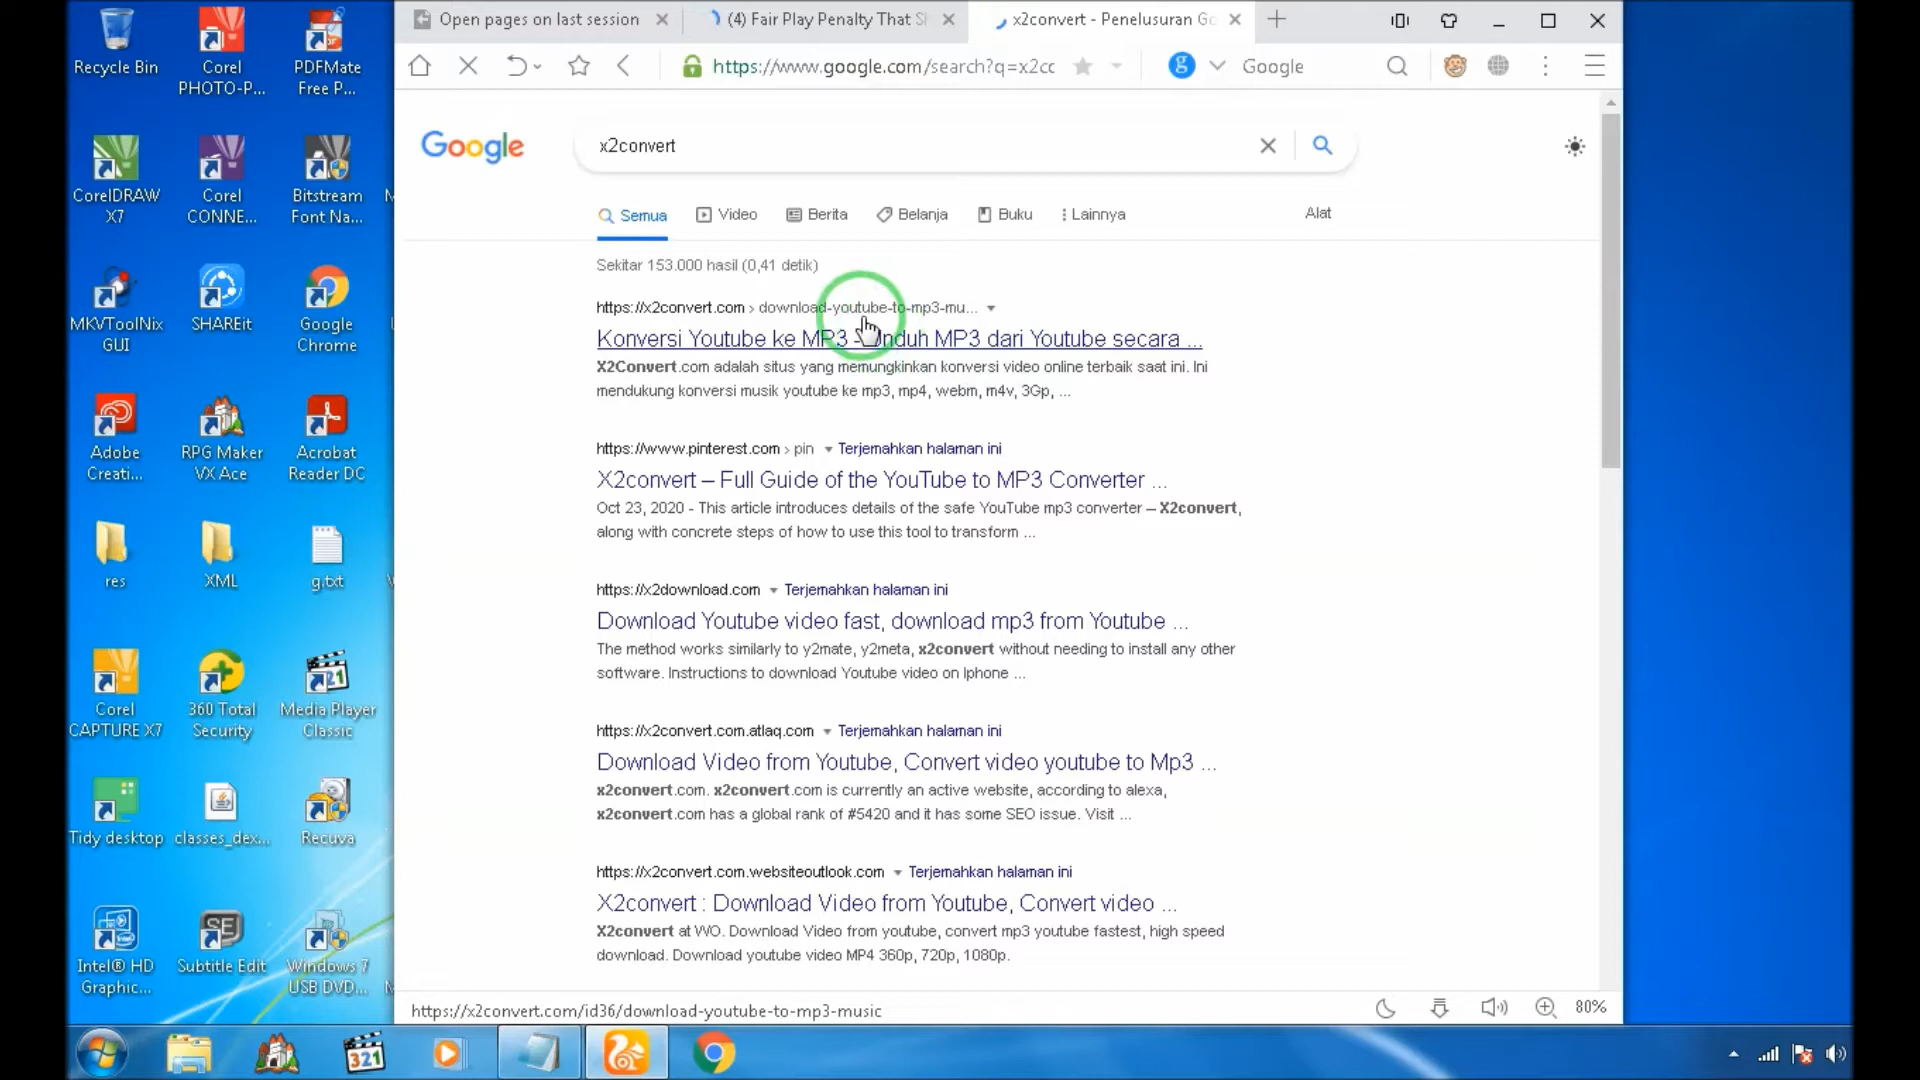 Open pages on last session
(4) Fair Play Penalty That S
x2convert - Penelusuran Go
https://www.google.com/search?q=x2cc
Google
Google
x2convert
Semua
Video
Berita
Belanja
Buku
Lainnya
Alat
Sekitar 153.000 hasil (0,41 detik)
https://x2convert.com › download-youtube-to-mp3-mu...
Konversi Youtube ke MP3 - Unduh MP3 dari Youtube secara ...
X2Convert.com adalah situs yang memungkinkan konversi video online terbaik saat ini. Ini
mendukung konversi musik youtube ke mp3, mp4, webm, m4v, 3Gp, ...
https://www.pinterest.com › pin Terjemahkan halaman ini
X2convert – Full Guide of the YouTube to MP3 Converter ...
Oct 23, 2020 - This article introduces details of the safe YouTube mp3 converter – X2convert,
along with concrete steps of how to use this tool to transform ...
https://x2download.com Terjemahkan halaman ini
Download Youtube video fast, download mp3 from Youtube ...
The method works similarly to y2mate, y2meta, x2convert without needing to install any other
software. Instructions to download Youtube video on Iphone ...
https://x2convert.com.atlaq.com Terjemahkan halaman ini
Download Video from Youtube, Convert video youtube to Mp3 ...
x2convert.com. x2convert.com is currently an active website, according to alexa,
x2convert.com has a global rank of #5420 and it has some SEO issue. Visit ...
https://x2convert.com.websiteoutlook.com Terjemahkan halaman ini
X2convert : Download Video from Youtube, Convert video ...
X2convert at WO. Download Video from youtube, convert mp3 youtube fastest, high speed
download. Download youtube video MP4 360p, 720p, 1080p.
https://x2convert.com/id36/download-youtube-to-mp3-music
80%
Recycle Bin
Corel
PHOTO-P...
PDFMate
Free P...
CorelDRAW
X7
Corel
CONNE...
Bitstream
Font Na...
MKVToolNix
GUI
SHAREit
Google
Chrome
Adobe
Creati...
RPG Maker
VX Ace
Acrobat
Reader DC
res
XML
g.txt
Corel
CAPTURE X7
360 Total
Security
Media Player
Classic
Tidy desktop
classes_dex...
Recuva
Intel® HD
Graphic...
Subtitle Edit
Windows 7
USB DVD...
321